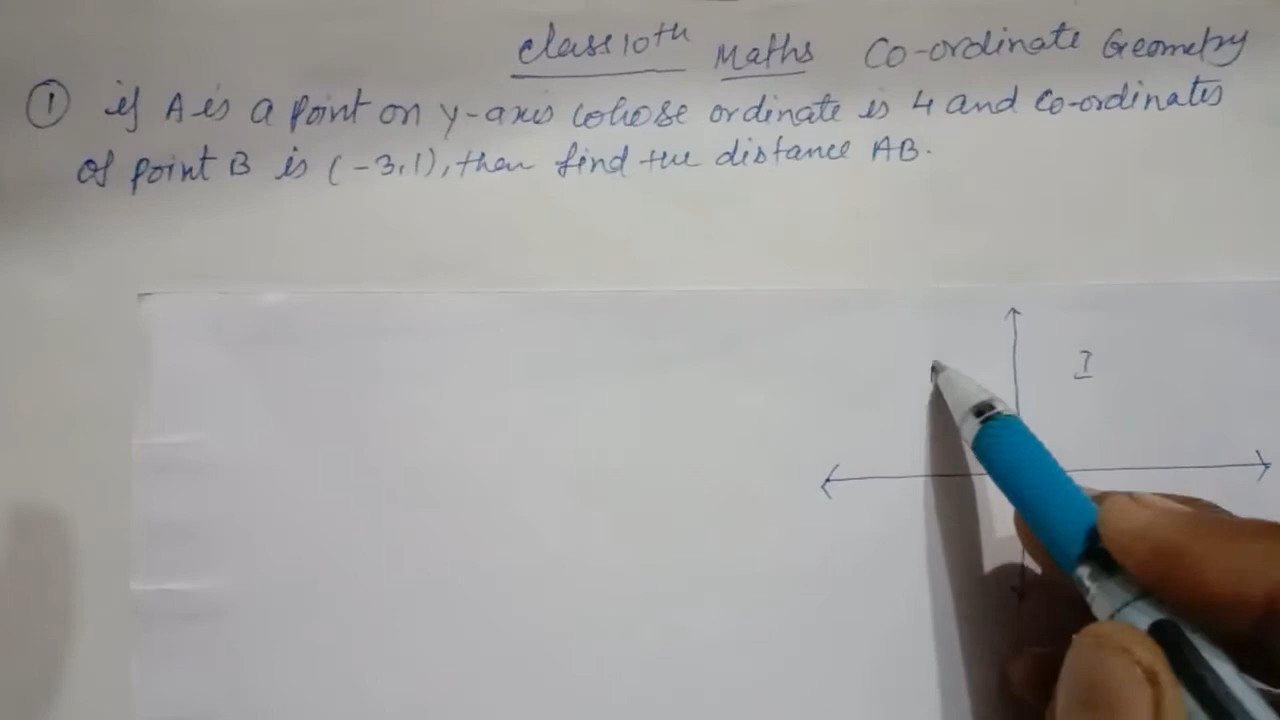 Class 10th Maths Co-ordinate Geometry
① if A is a point on y-axis whose ordinate is 4 and Co-ordinates
of point B is (-3,1), then find the distance AB.
I